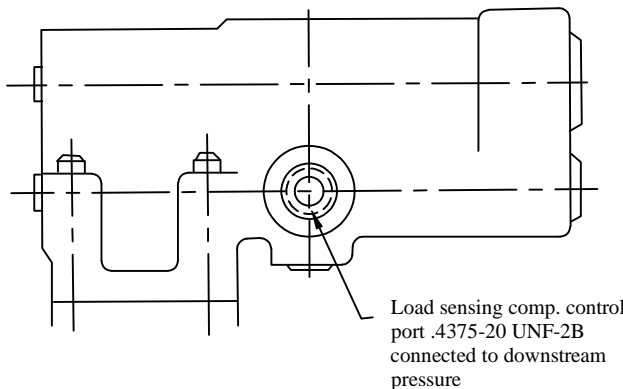 Load sensing comp. control
port .4375-20 UNF-2B
connected to downstream
pressure